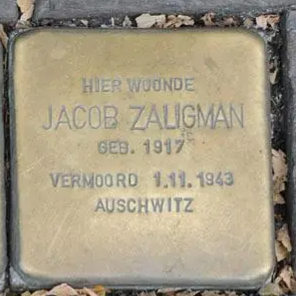 HIER WOONDE
JACOB ZALIGMAN
GEB. 1917
VERMOORD 1.11.1943
AUSCHWITZ